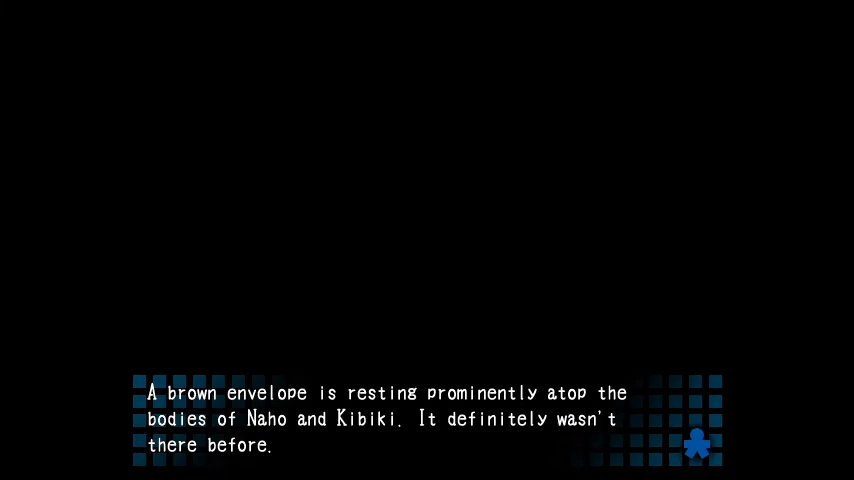 A brown envelope is resting prominently atop the
bodies of Naho and Kibiki. It definitely wasn't
there before.